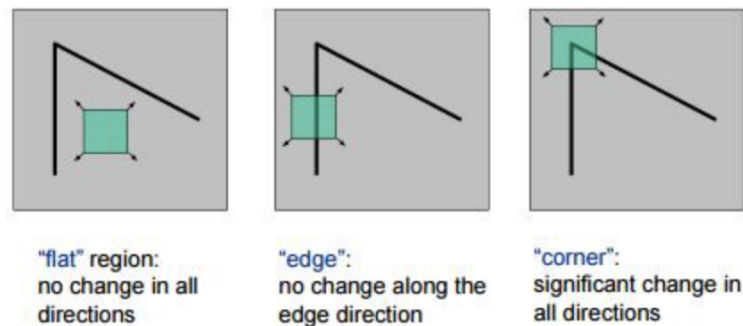 “flat” region:
no change in all
directions
“edge”:
no change along the
edge direction
“corner”:
significant change in
all directions